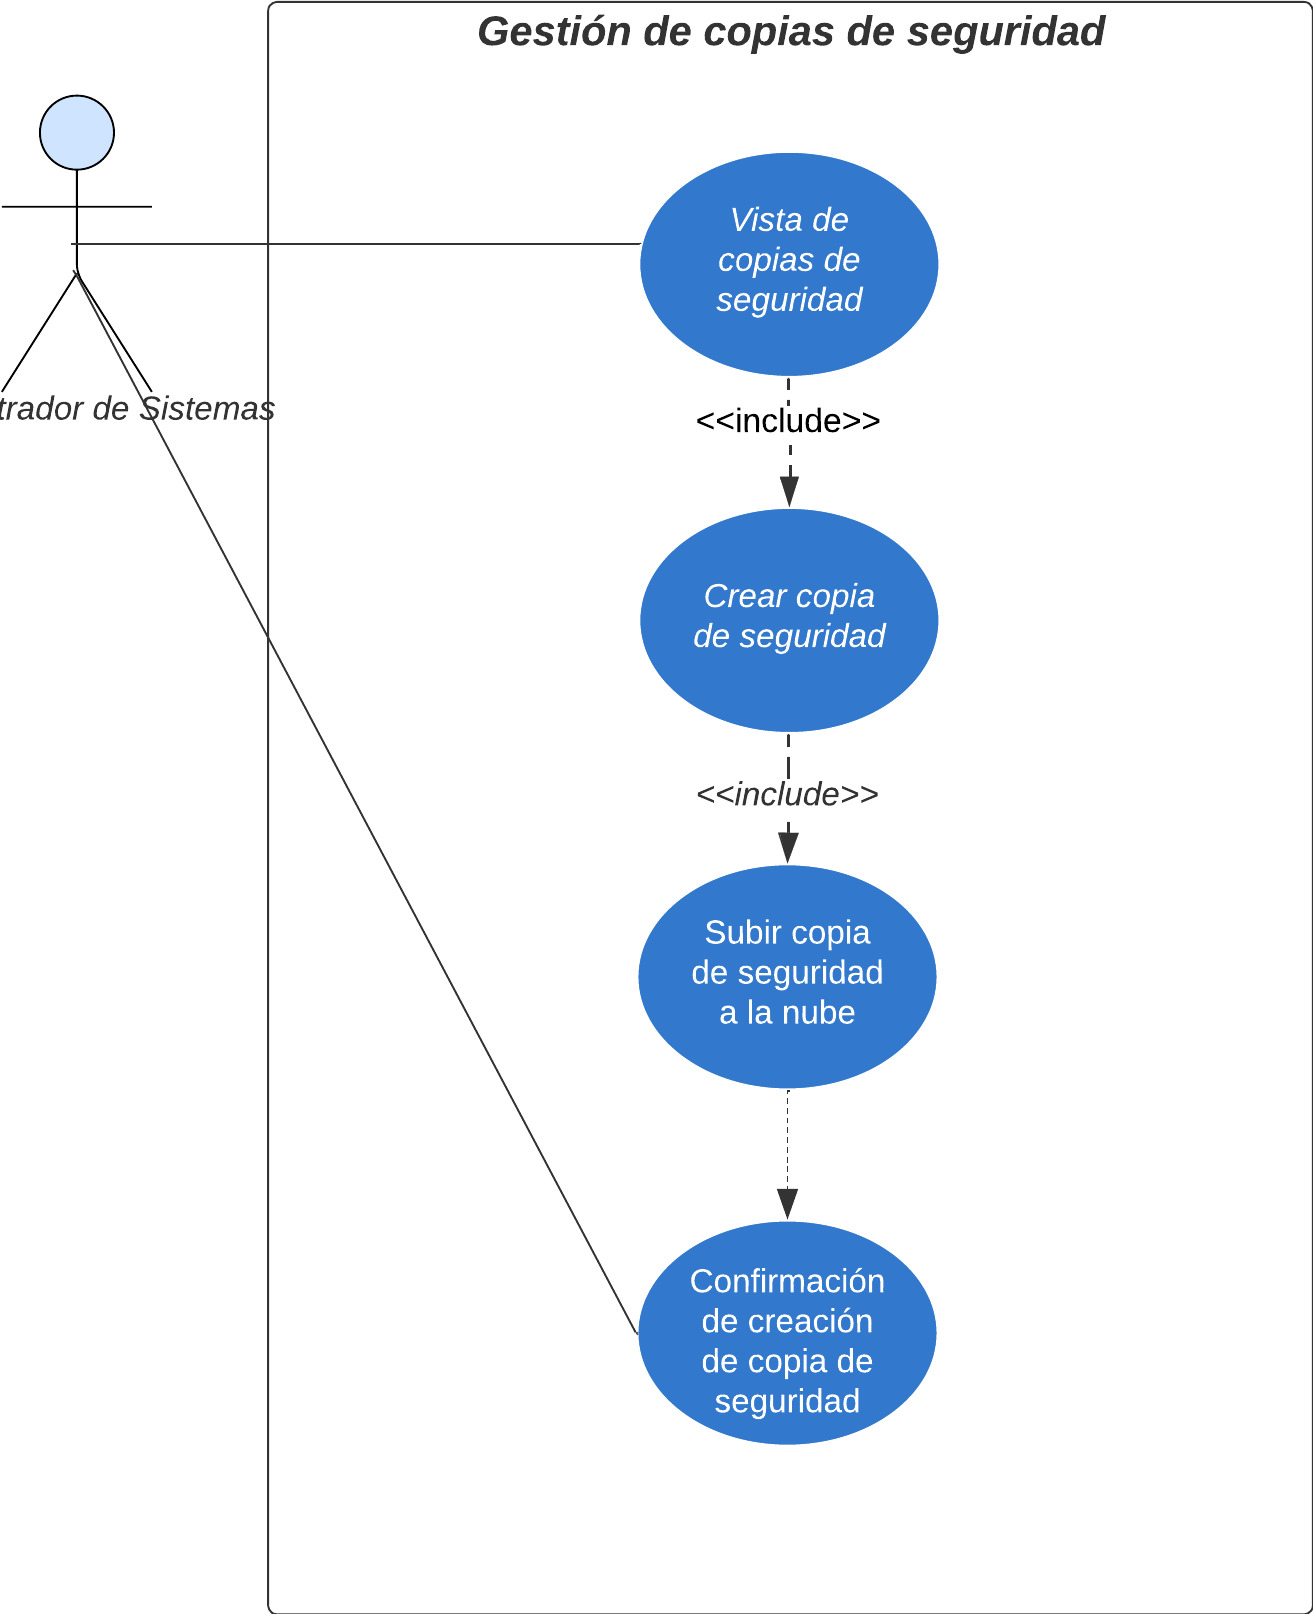 Gestión de copias de seguridad
Vista de
copias de
seguridad
trador de Sistemas
<<include>>
Crear copia
de seguridad
<<include>>
Subir copia
de seguridad
a la nube
Confirmación
de creación
de copia de
seguridad